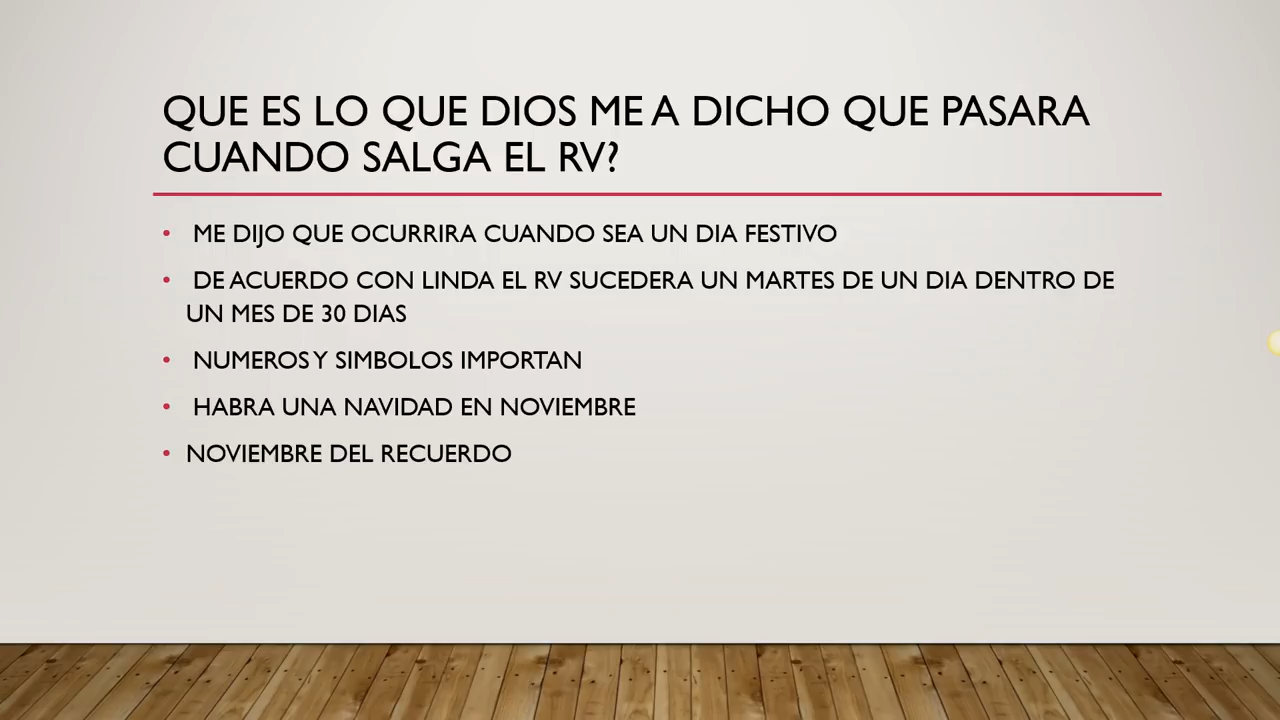 QUE ES LO QUE DIOS ME A DICHO QUE PASARA
CUANDO SALGA EL RV?
• ME DIJO QUE OCURRIRA CUANDO SEA UN DIA FESTIVO
• DE ACUERDO CON LINDA EL RV SUCEDERA UN MARTES DE UN DIA DENTRO DE
UN MES DE 30 DIAS
• NUMEROS Y SIMBOLOS IMPORTAN
• HABRA UNA NAVIDAD EN NOVIEMBRE
• NOVIEMBRE DEL RECUERDO